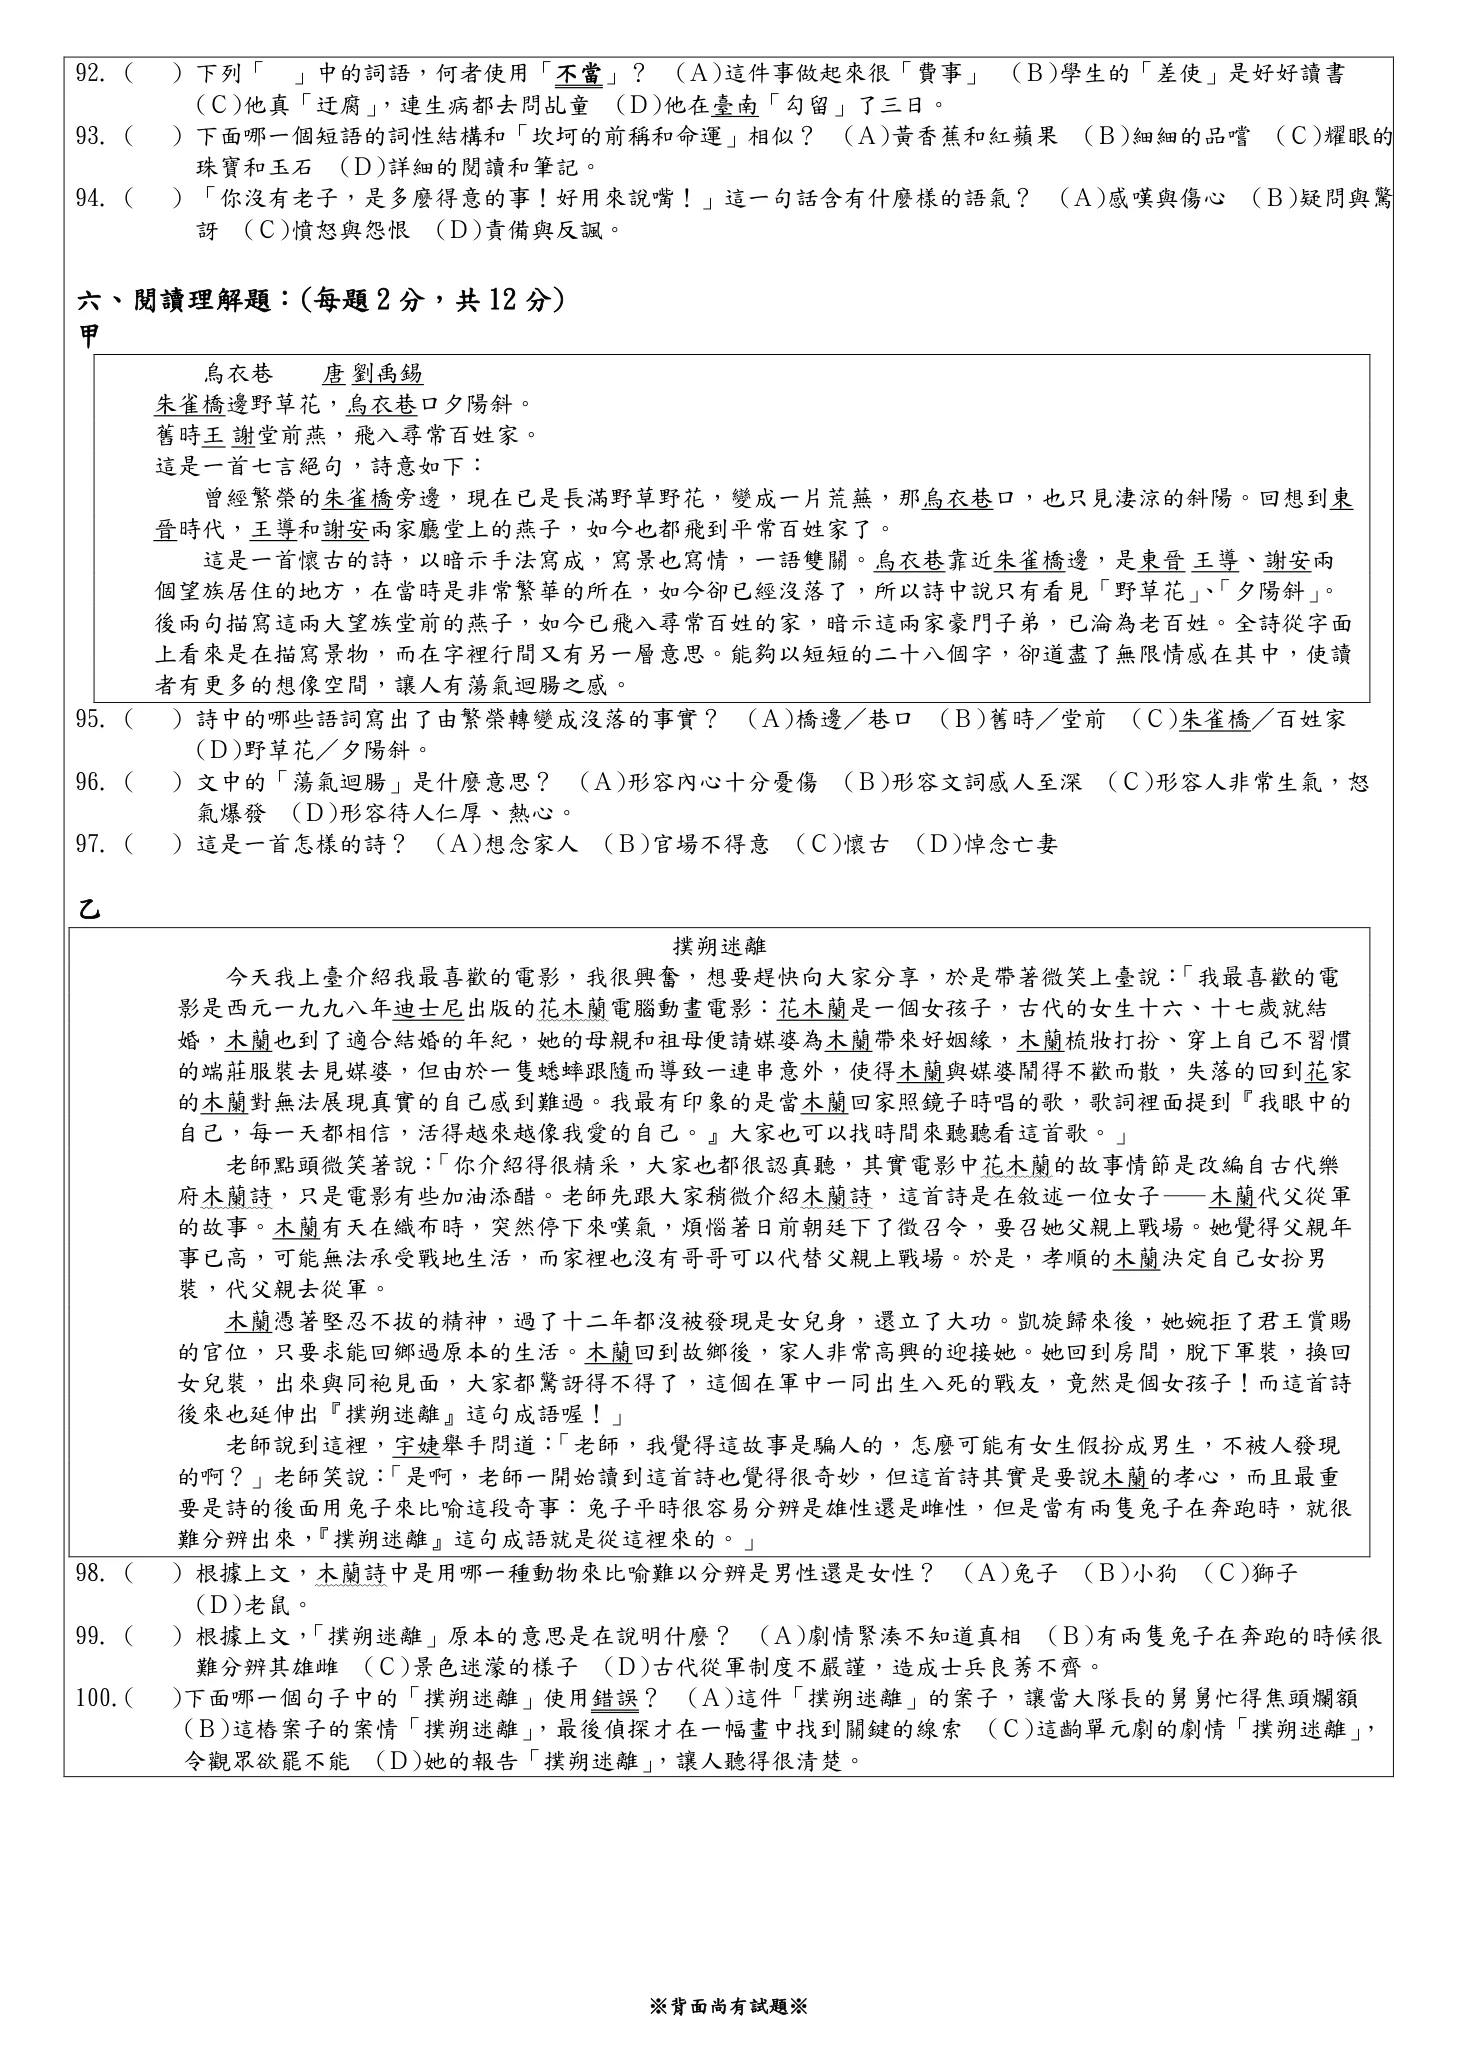 92. (　) 下列「　」中的詞語，何者使用「不當」？　(A)這件事做起來很「費事」　(B)學生的「差使」是好好讀書
(C)他真「迂腐」，連生病都去問乩童　(D)他在臺南「勾留」了三日。
93. (　) 下面哪一個短語的詞性結構和「坎坷的前稱和命運」相似？　(A)黃香蕉和紅蘋果　(B)細細的品嚐　(C)耀眼的
珠寶和玉石　(D)詳細的閱讀和筆記。
94. (　) 「你沒有老子，是多麼得意的事！好用來說嘴！」這一句話含有什麼樣的語氣？　(A)感嘆與傷心　(B)疑問與驚
訝　(C)憤怒與怨恨　(D)責備與反諷。
六、閱讀理解題：(每題 2 分，共 12 分)
甲
烏衣巷　　唐 劉禹錫
朱雀橋邊野草花，烏衣巷口夕陽斜。
舊時王 謝堂前燕，飛入尋常百姓家。
這是一首七言絕句，詩意如下：
曾經繁榮的朱雀橋旁邊，現在已是長滿野草野花，變成一片荒蕪，那烏衣巷口，也只見淒涼的斜陽。回想到東
晉時代，王導和謝安兩家廳堂上的燕子，如今也都飛到平常百姓家了。
這是一首懷古的詩，以暗示手法寫成，寫景也寫情，一語雙關。烏衣巷靠近朱雀橋邊，是東晉 王導、謝安兩
個望族居住的地方，在當時是非常繁華的所在，如今卻已經沒落了，所以詩中說只有看見「野草花」、「夕陽斜」。
後兩句描寫這兩大望族堂前的燕子，如今已飛入尋常百姓的家，暗示這兩家豪門子弟，已淪為老百姓。全詩從字面
上看來是在描寫景物，而在字裡行間又有另一層意思。能夠以短短的二十八個字，卻道盡了無限情感在其中，使讀
者有更多的想像空間，讓人有蕩氣迴腸之感。
95. (　) 詩中的哪些語詞寫出了由繁榮轉變成沒落的事實？　(A)橋邊／巷口　(B)舊時／堂前　(C)朱雀橋／百姓家
(D)野草花／夕陽斜。
96. (　) 文中的「蕩氣迴腸」是什麼意思？　(A)形容內心十分憂傷　(B)形容文詞感人至深　(C)形容人非常生氣，怒
氣爆發　(D)形容待人仁厚、熱心。
97. (　) 這是一首怎樣的詩？　(A)想念家人　(B)官場不得意　(C)懷古　(D)悼念亡妻
乙
撲朔迷離
今天我上臺介紹我最喜歡的電影，我很興奮，想要趕快向大家分享，於是帶著微笑上臺說：「我最喜歡的電
影是西元一九九八年迪士尼出版的花木蘭電腦動畫電影：花木蘭是一個女孩子，古代的女生十六、十七歲就結
婚，木蘭也到了適合結婚的年紀，她的母親和祖母便請媒婆為木蘭帶來好姻緣，木蘭梳妝打扮、穿上自己不習慣
的端莊服裝去見媒婆，但由於一隻蟋蟀跟隨而導致一連串意外，使得木蘭與媒婆鬧得不歡而散，失落的回到花家
的木蘭對無法展現真實的自己感到難過。我最有印象的是當木蘭回家照鏡子時唱的歌，歌詞裡面提到『我眼中的
自己，每一天都相信，活得越來越像我愛的自己。』大家也可以找時間來聽聽看這首歌。」
老師點頭微笑著說：「你介紹得很精采，大家也都很認真聽，其實電影中花木蘭的故事情節是改編自古代樂
府木蘭詩，只是電影有些加油添醋。老師先跟大家稍微介紹木蘭詩，這首詩是在敘述一位女子——木蘭代父從軍
的故事。木蘭有天在織布時，突然停下來嘆氣，煩惱著日前朝廷下了徵召令，要召她父親上戰場。她覺得父親年
事已高，可能無法承受戰地生活，而家裡也沒有哥哥可以代替父親上戰場。於是，孝順的木蘭決定自己女扮男
裝，代父親去從軍。
木蘭憑著堅忍不拔的精神，過了十二年都沒被發現是女兒身，還立了大功。凱旋歸來後，她婉拒了君王賞賜
的官位，只要求能回鄉過原本的生活。木蘭回到故鄉後，家人非常高興的迎接她。她回到房間，脫下軍裝，換回
女兒裝，出來與同袍見面，大家都驚訝得不得了，這個在軍中一同出生入死的戰友，竟然是個女孩子！而這首詩
後來也延伸出『撲朔迷離』這句成語喔！」
老師說到這裡，宇婕舉手問道：「老師，我覺得這故事是騙人的，怎麼可能有女生假扮成男生，不被人發現
的啊？」老師笑說：「是啊，老師一開始讀到這首詩也覺得很奇妙，但這首詩其實是要說木蘭的孝心，而且最重
要是詩的後面用兔子來比喻這段奇事：兔子平時很容易分辨是雄性還是雌性，但是當有兩隻兔子在奔跑時，就很
難分辨出來，『撲朔迷離』這句成語就是從這裡來的。」
98. (　) 根據上文，木蘭詩中是用哪一種動物來比喻難以分辨是男性還是女性？　(A)兔子　(B)小狗　(C)獅子
(D)老鼠。
99. (　) 根據上文，「撲朔迷離」原本的意思是在說明什麼？　(A)劇情緊湊不知道真相　(B)有兩隻兔子在奔跑的時候很
難分辨其雄雌　(C)景色迷濛的樣子　(D)古代從軍制度不嚴謹，造成士兵良莠不齊。
100.(　)下面哪一個句子中的「撲朔迷離」使用錯誤？　(A)這件「撲朔迷離」的案子，讓當大隊長的舅舅忙得焦頭爛額
(B)這樁案子的案情「撲朔迷離」，最後偵探才在一幅畫中找到關鍵的線索　(C)這齣單元劇的劇情「撲朔迷離」，
令觀眾欲罷不能　(D)她的報告「撲朔迷離」，讓人聽得很清楚。
※背面尚有試題※